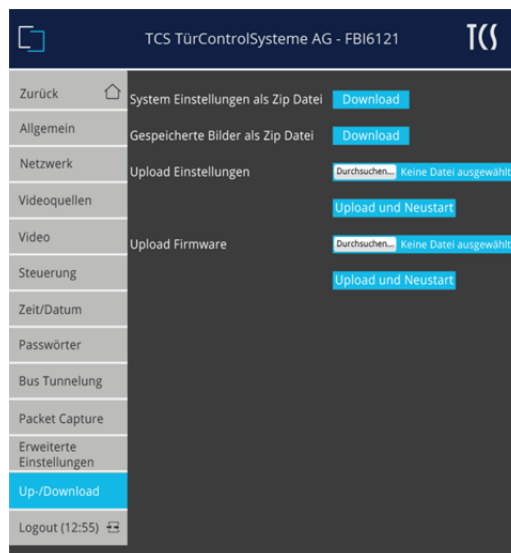 TCS TürControlSysteme AG - FBI6121
TCS
Zurück
Allgemein
Netzwerk
Videoquellen
Video
Steuerung
Zeit/Datum
Passwörter
Bus Tunnelung
Packet Capture
Erweiterte
Einstellungen
Up-/Download
Logout (12:55)
System Einstellungen als Zip Datei Download
Gespeicherte Bilder als Zip Datei Download
Upload Einstellungen Durchsuchen... Keine Datei ausgewählt
Upload und Neustart
Upload Firmware Durchsuchen... Keine Datei ausgewählt
Upload und Neustart